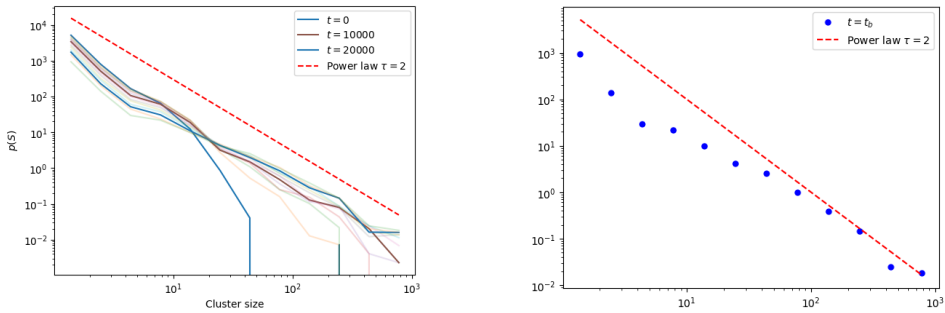 10⁴
10³
10²
10¹
10⁰
10⁻¹
10⁻²
p(S)
t = 0
t = 10000
t = 20000
Power law τ = 2
10¹
10²
10³
Cluster size
10³
10²
10¹
10⁰
10⁻¹
10⁻²
t = t_b
Power law τ = 2
10¹
10²
10³